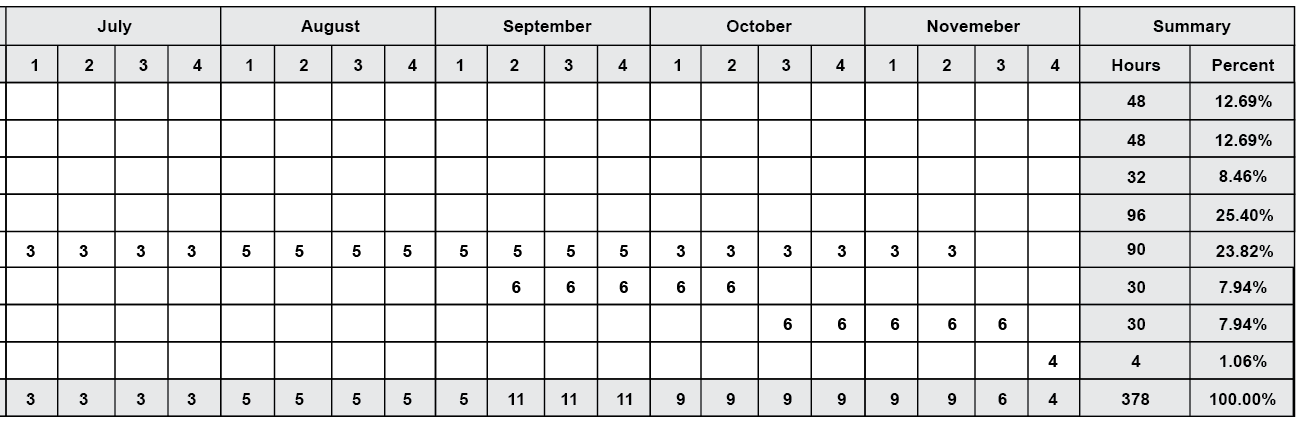 July August September October Novemeber Summary
1 2 3 4 1 2 3 4 1 2 3 4 1 2 3 4 1 2 3 4 Hours Percent
48 12.69%
48 12.69%
32 8.46%
96 25.40%
3 3 3 3 5 5 5 5 5 5 5 5 3 3 3 3 3 3 90 23.82%
6 6 6 6 6 30 7.94%
6 6 6 6 6 30 7.94%
4 4 1.06%
3 3 3 3 5 5 5 5 5 11 11 11 9 9 9 9 9 9 6 4 378 100.00%